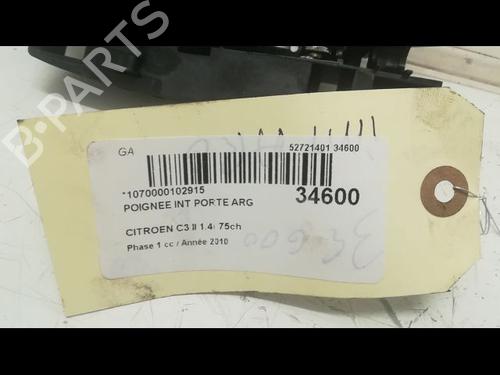 GA
52721401 34600
*1070000102915
34600
POIGNEE INT PORTE ARG
CITROEN C3 II 1.4i 75ch
Phase 1 cc / Année 2010
34600
B-PARTS